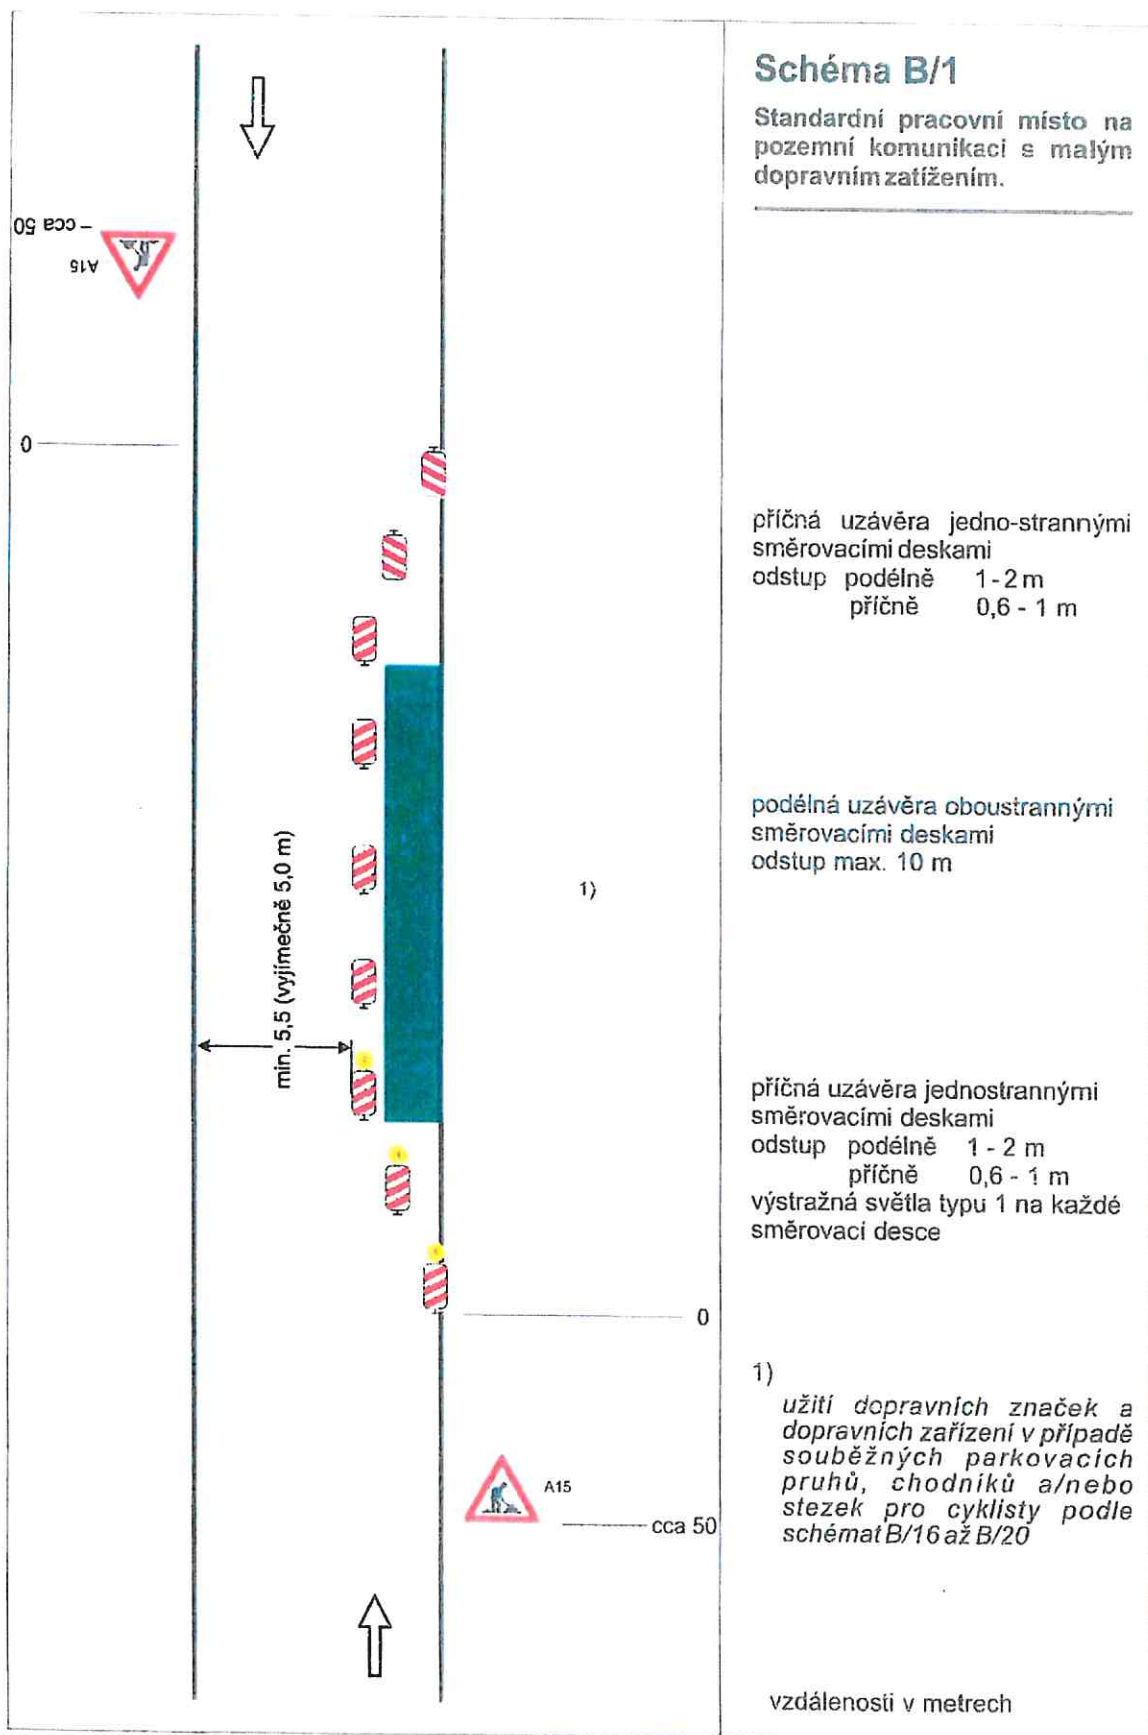 Schéma B/1
Standardní pracovní místo na
pozemní komunikaci s malým
dopravním zatížením.
cca 50
A15
0
příčná uzávěra jedno-strannými
směrovacími deskami
odstup podélně 1 - 2 m
příčně 0,6 - 1 m
podélná uzávěra oboustrannými
směrovacími deskami
odstup max. 10 m
1)
min. 5,5 (vyjímečně 5,0 m)
příčná uzávěra jednostrannými
směrovacími deskami
odstup podélně 1 - 2 m
příčně 0,6 - 1 m
výstražná světla typu 1 na každé
směrovací desce
0
1)
užití dopravních značek a
dopravních zařízení v případě
souběžných parkovacích
pruhů, chodníků a/nebo
stezek pro cyklisty podle
schémat B/16 až B/20
A15
cca 50
vzdálenosti v metrech